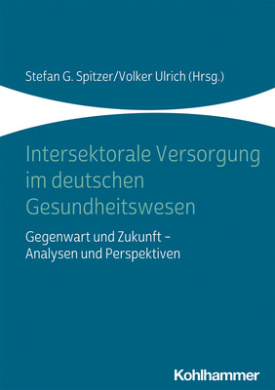 Stefan G. Spitzer/Volker Ulrich (Hrsg.)
Intersektorale Versorgung
im deutschen
Gesundheitswesen
Gegenwart und Zukunft –
Analysen und Perspektiven
Kohlhammer